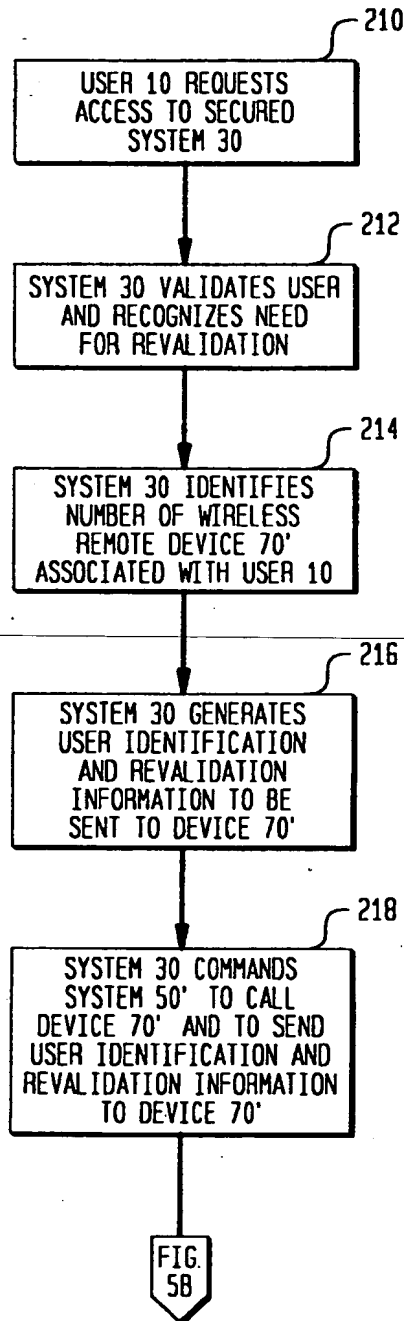 210
USER 10 REQUESTS
ACCESS TO SECURED
SYSTEM 30
212
SYSTEM 30 VALIDATES USER
AND RECOGNIZES NEED
FOR REVALIDATION
214
SYSTEM 30 IDENTIFIES
NUMBER OF WIRELESS
REMOTE DEVICE 70'
ASSOCIATED WITH USER 10
216
SYSTEM 30 GENERATES
USER IDENTIFICATION
AND REVALIDATION
INFORMATION TO BE
SENT TO DEVICE 70'
218
SYSTEM 30 COMMANDS
SYSTEM 50' TO CALL
DEVICE 70' AND TO SEND
USER IDENTIFICATION AND
REVALIDATION INFORMATION
TO DEVICE 70'
FIG.
5B